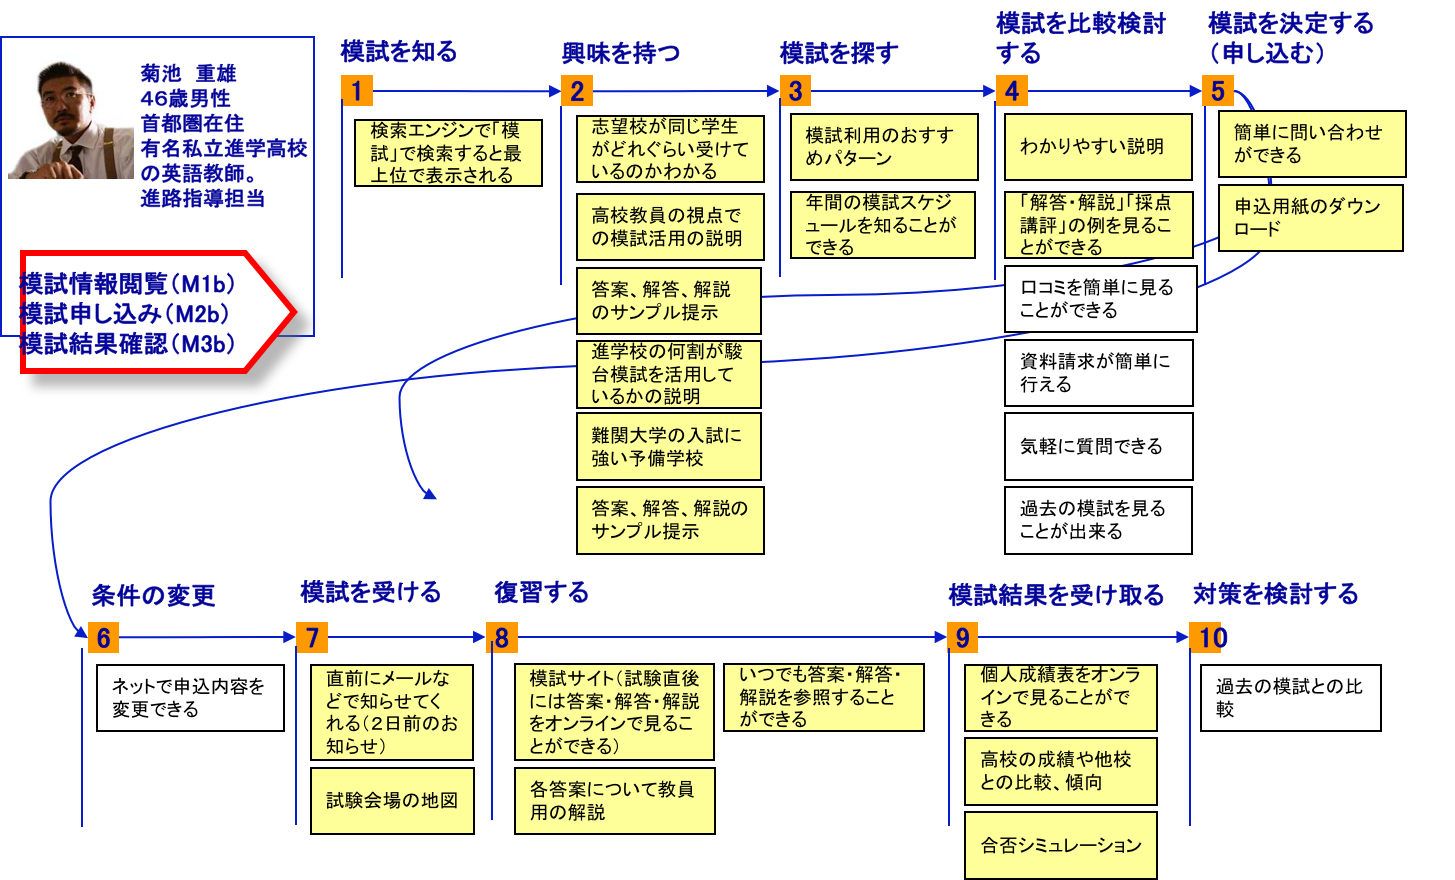 菊池　重雄
４６歳男性
首都圏在住
有名私立進学高校
の英語教師。
進路指導担当
模試情報閲覧（M1b）
模試申し込み（M2b）
模試結果確認（M3b）
模試を知る
1
検索エンジンで「模
試」で検索すると最
上位で表示される
興味を持つ
2
志望校が同じ学生
がどれぐらい受けて
いるのかわかる
高校教員の視点で
の模試活用の説明
答案、解答、解説
のサンプル提示
進学校の何割が駿
台模試を活用して
いるかの説明
難関大学の入試に
強い予備学校
答案、解答、解説の
サンプル提示
模試を探す
3
模試利用のおすす
めパターン
年間の模試スケジ
ュールを知ることが
できる
模試を比較検討
する
4
わかりやすい説明
「解答・解説」「採点
講評」の例を見るこ
とができる
口コミを簡単に見る
ことができる
資料請求が簡単に
行える
気軽に質問できる
過去の模試を見る
ことが出来る
模試を決定する
（申し込む）
5
簡単に問い合わせ
ができる
申込用紙のダウン
ロード
条件の変更
6
ネットで申込内容を
変更できる
模試を受ける
7
直前にメールな
どで知らせてく
れる（２日前のお
知らせ）
試験会場の地図
復習する
8
模試サイト（試験直後
には答案・解答・解説
をオンラインで見るこ
とができる）
各答案について教員
用の解説
いつでも答案・解答・
解説を参照すること
ができる
模試結果を受け取る
9
個人成績表をオンラ
インで見ることがで
きる
高校の成績や他校
との比較、傾向
合否シミュレーション
対策を検討する
10
過去の模試との比
較